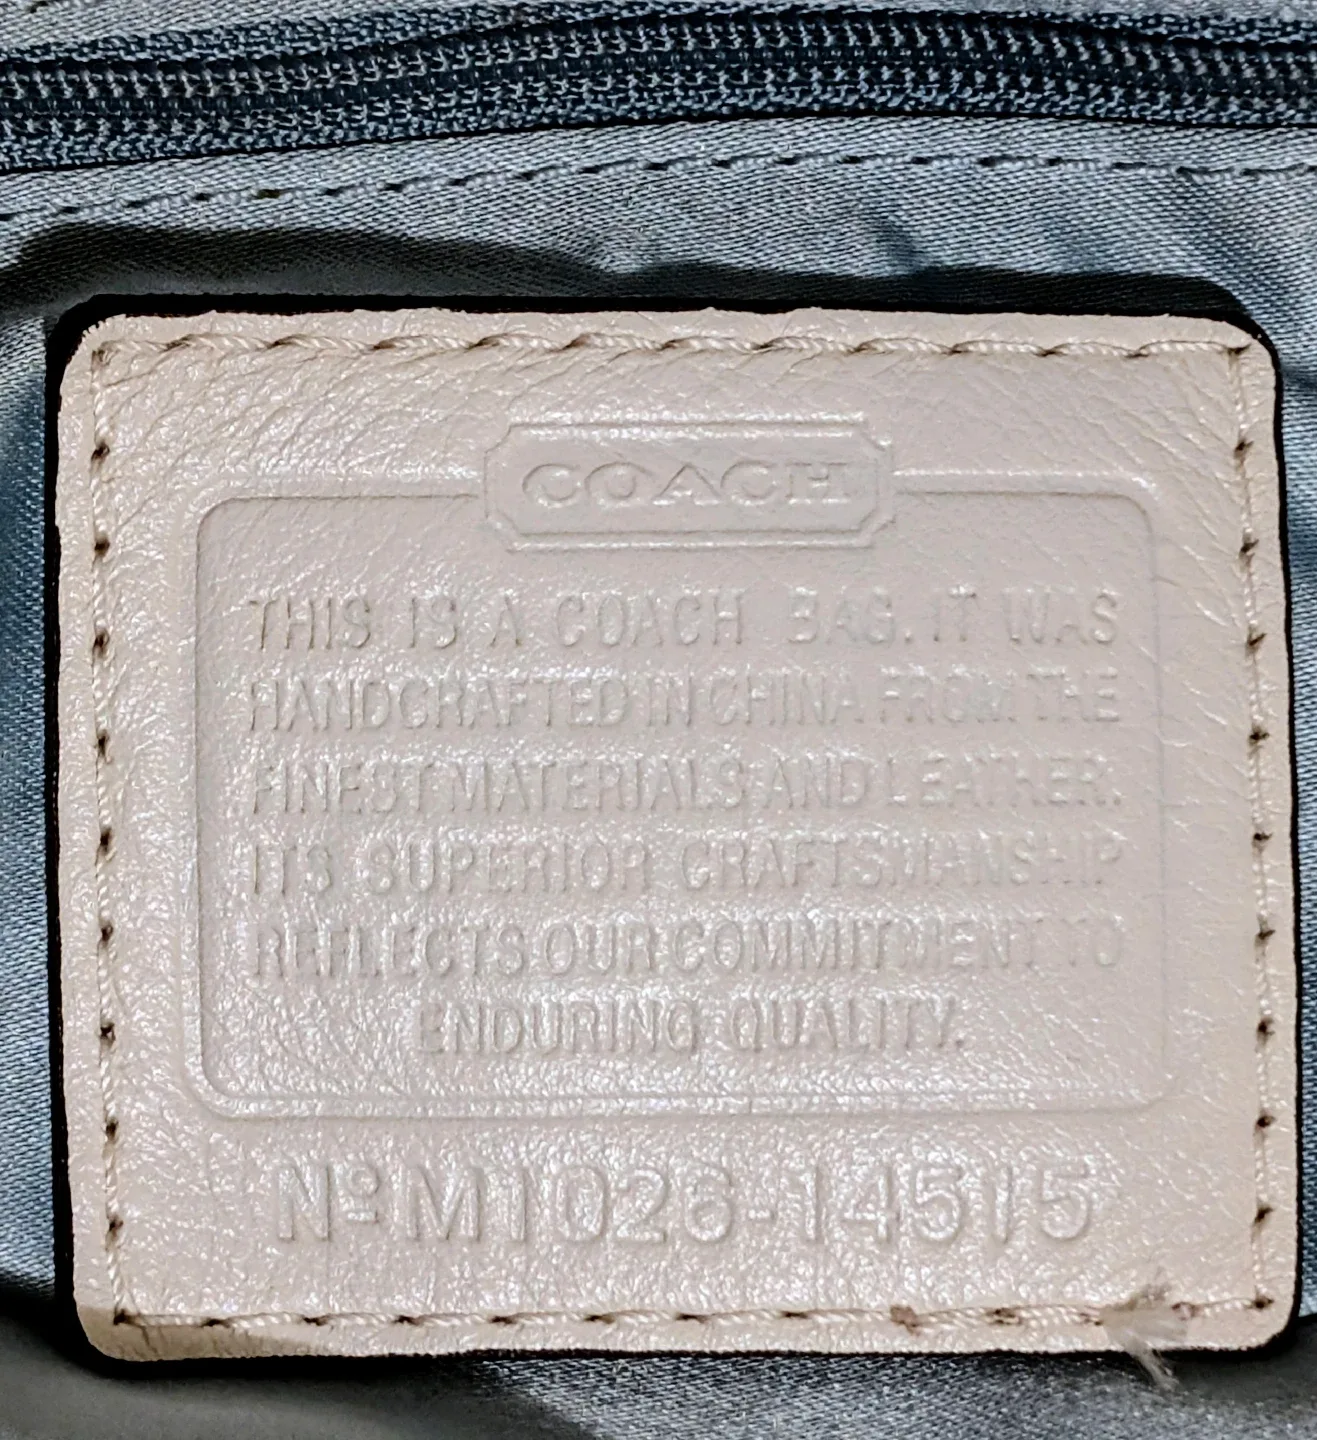 COACH
THIS IS A COACH BAG. IT WAS
HANDCRAFTED IN CHINA FROM THE
FINEST MATERIALS AND LEATHER.
ITS SUPERIOR CRAFTSMANSHIP
REFLECTS OUR COMMITMENT TO
ENDURING QUALITY.
Nº M1026-14515